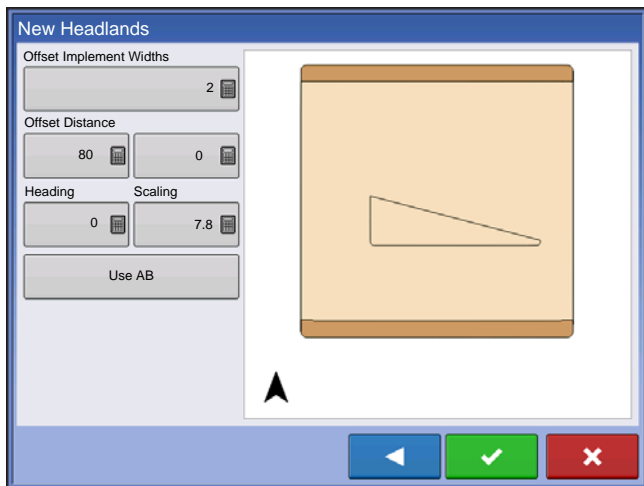 New Headlands
Offset Implement Widths
2
Offset Distance
80 0
Heading Scaling
0 7.8
Use AB